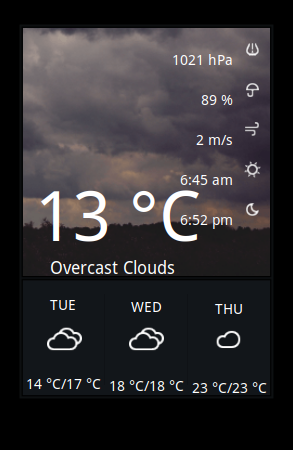 1021 hPa
89 %
2 m/s
6:45 am
13 °C
6:52 pm
Overcast Clouds
TUE
WED
THU
14 °C/17 °C
18 °C/18 °C
23 °C/23 °C